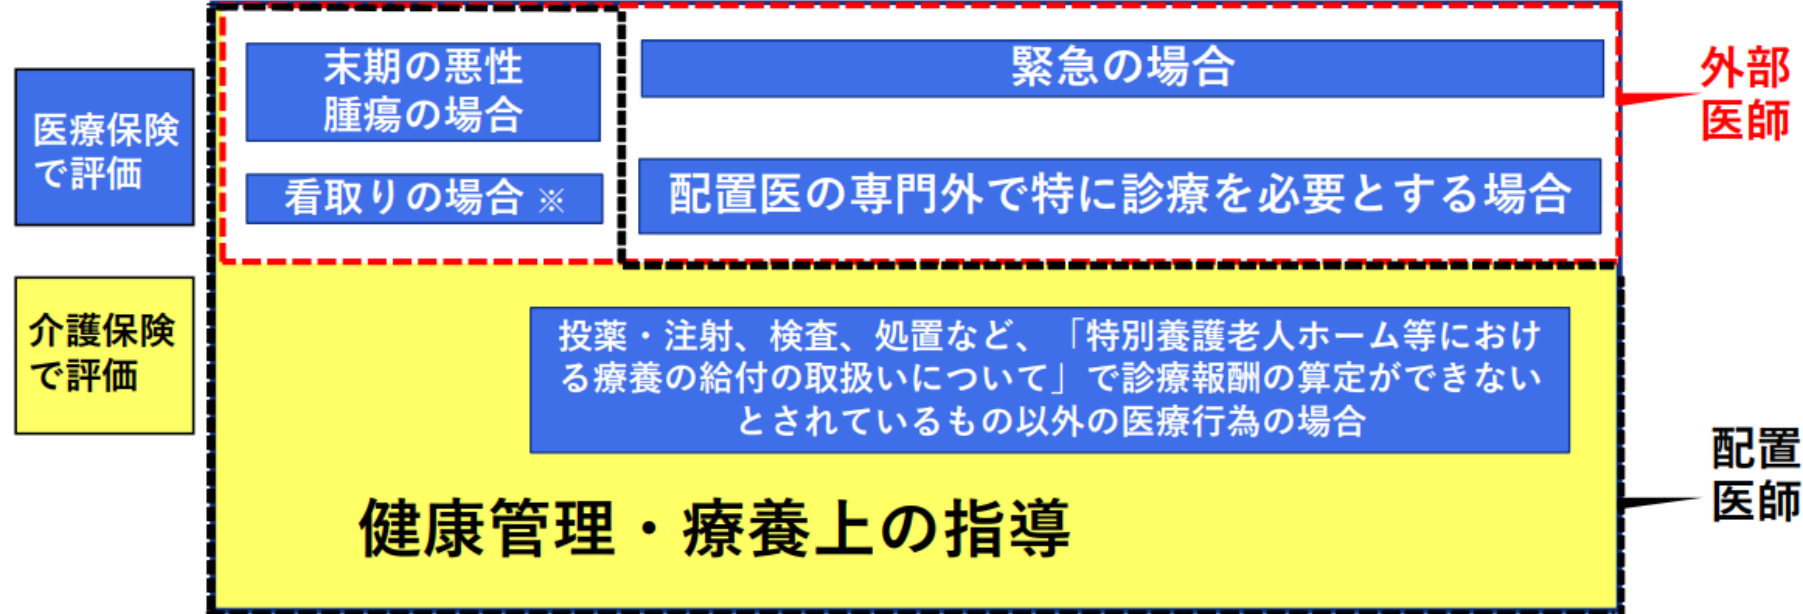 医療保険
で評価
介護保険
で評価
末期の悪性
腫瘍の場合
看取りの場合 ※
緊急の場合
配置医の専門外で特に診療を必要とする場合
投薬・注射、検査、処置など、「特別養護老人ホーム等におけ
る療養の給付の取扱いについて」で診療報酬の算定ができない
とされているもの以外の医療行為の場合
健康管理・療養上の指導
外部
医師
配置
医師